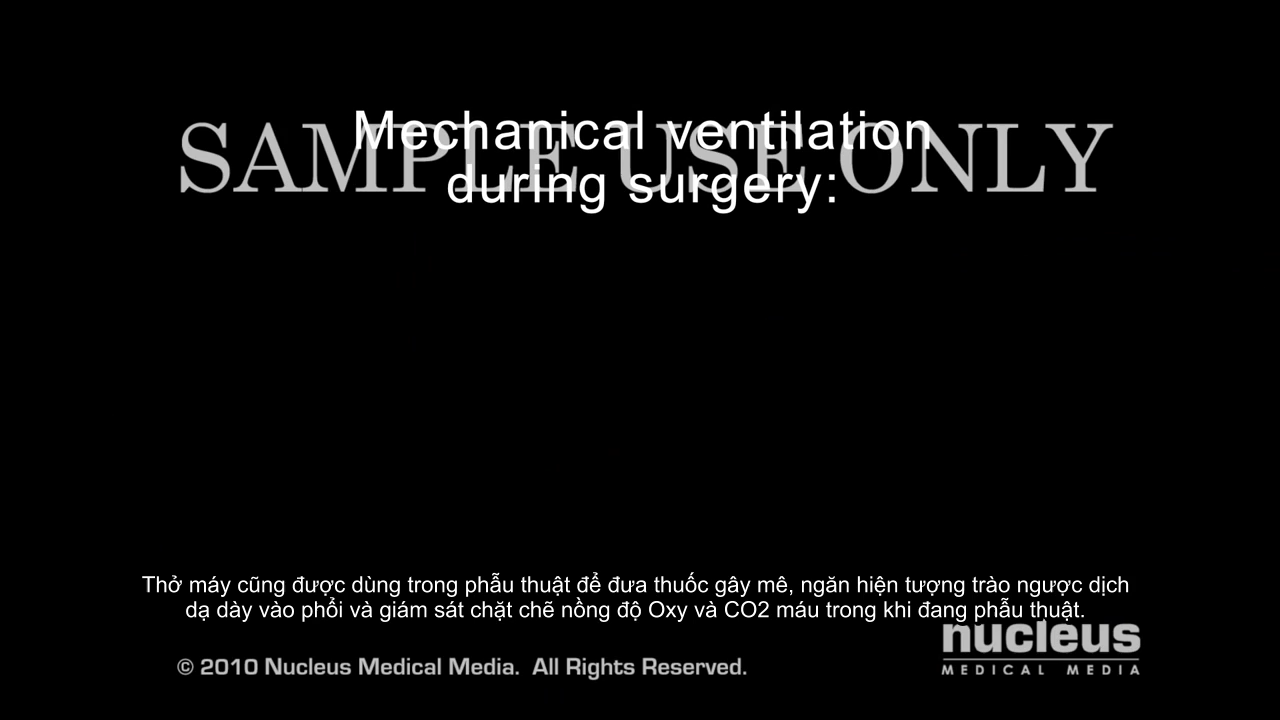 SAMPLE USE ONLY
Mechanical ventilation
during surgery:
Thở máy cũng được dùng trong phẫu thuật để đưa thuốc gây mê, ngăn hiện tượng trào ngược dịch
dạ dày vào phổi và giám sát chặt chẽ nồng độ Oxy và CO2 máu trong khi đang phẫu thuật.
nucleus
MEDICAL MEDIA
© 2010 Nucleus Medical Media. All Rights Reserved.